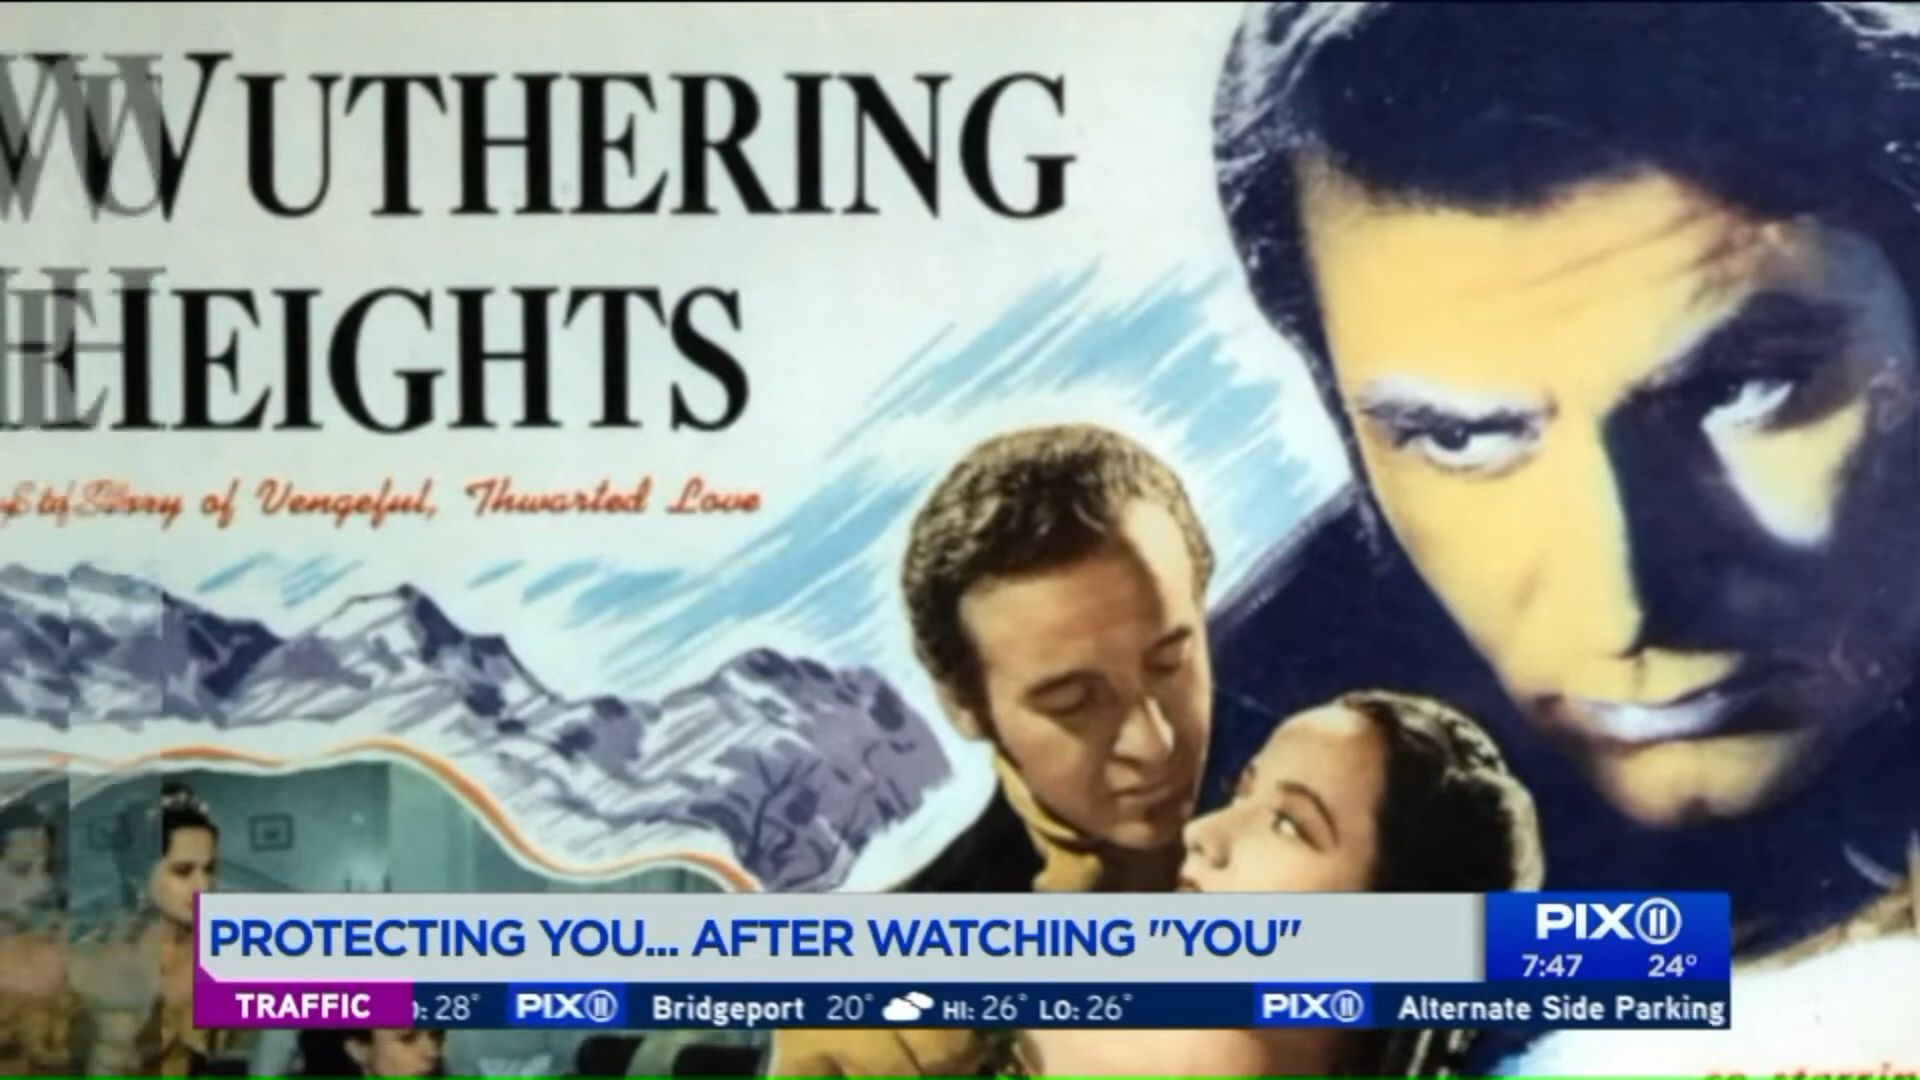 WUTHERING
HEIGHTS
Story of Vengeful, Thwarted Love
PROTECTING YOU... AFTER WATCHING "YOU"
PIX11
7:47 24°
TRAFFIC
: 28° PIX11 Bridgeport 20° HI: 26° LO: 26° PIX11 Alternate Side Parking